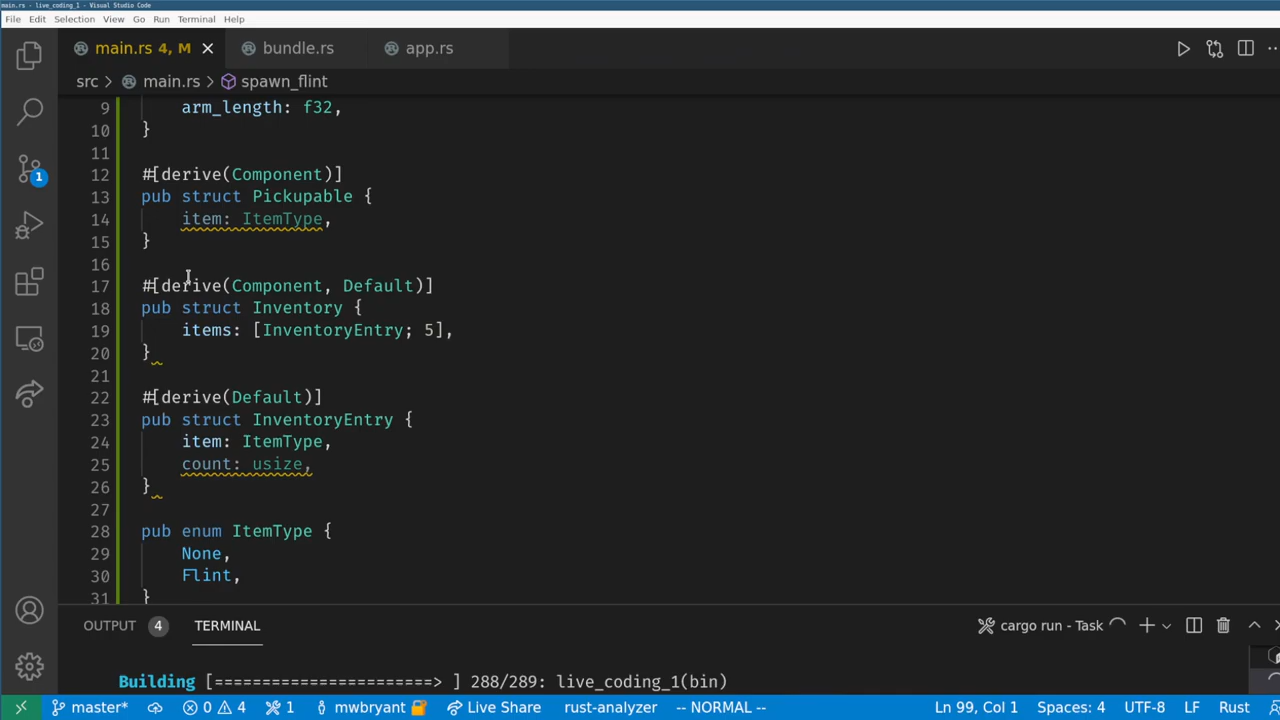 main.rs - live_coding_1 - Visual Studio Code
File Edit Selection View Go Run Terminal Help
main.rs 4, M bundle.rs app.rs
src > main.rs > spawn_flint
9 arm_length: f32,
10 }
11
12 #[derive(Component)]
13 pub struct Pickupable {
14 item: ItemType,
15 }
16
17 #[derive(Component, Default)]
18 pub struct Inventory {
19 items: [InventoryEntry; 5],
20 }
21
22 #[derive(Default)]
23 pub struct InventoryEntry {
24 item: ItemType,
25 count: usize,
26 }
27
28 pub enum ItemType {
29 None,
30 Flint,
31 }
1
OUTPUT 4 TERMINAL cargo run - Task
Building [=======================> ] 288/289: live_coding_1(bin)
master* 0 4 1 mwbryant Live Share rust-analyzer -- NORMAL -- Ln 99, Col 1 Spaces: 4 UTF-8 LF Rust